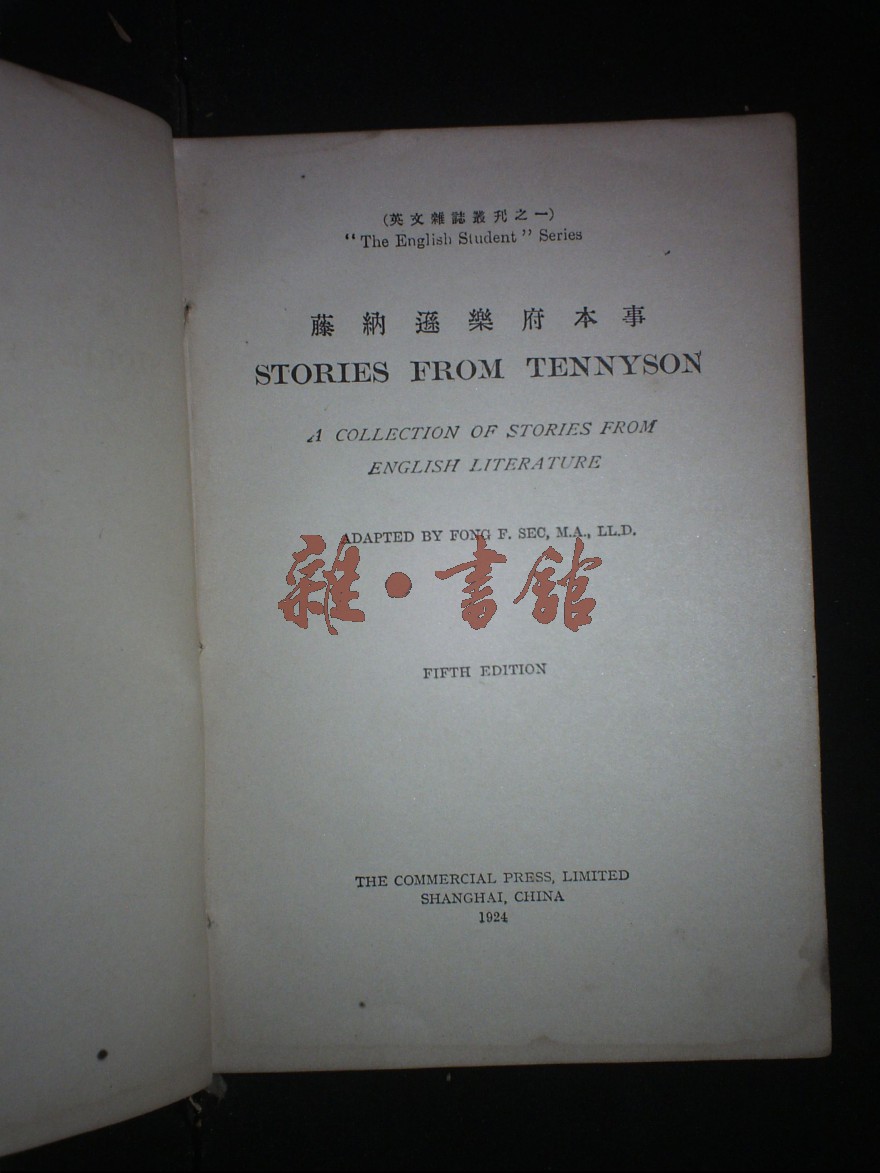 (英文雜誌叢刋之一)
“The English Student” Series
藤納遜樂府本事
STORIES FROM TENNYSON
A COLLECTION OF STORIES FROM
ENGLISH LITERATURE
ADAPTED BY FONG F. SEC, M.A., LL.D.
雜·書館
FIFTH EDITION
THE COMMERCIAL PRESS, LIMITED
SHANGHAI, CHINA
1924